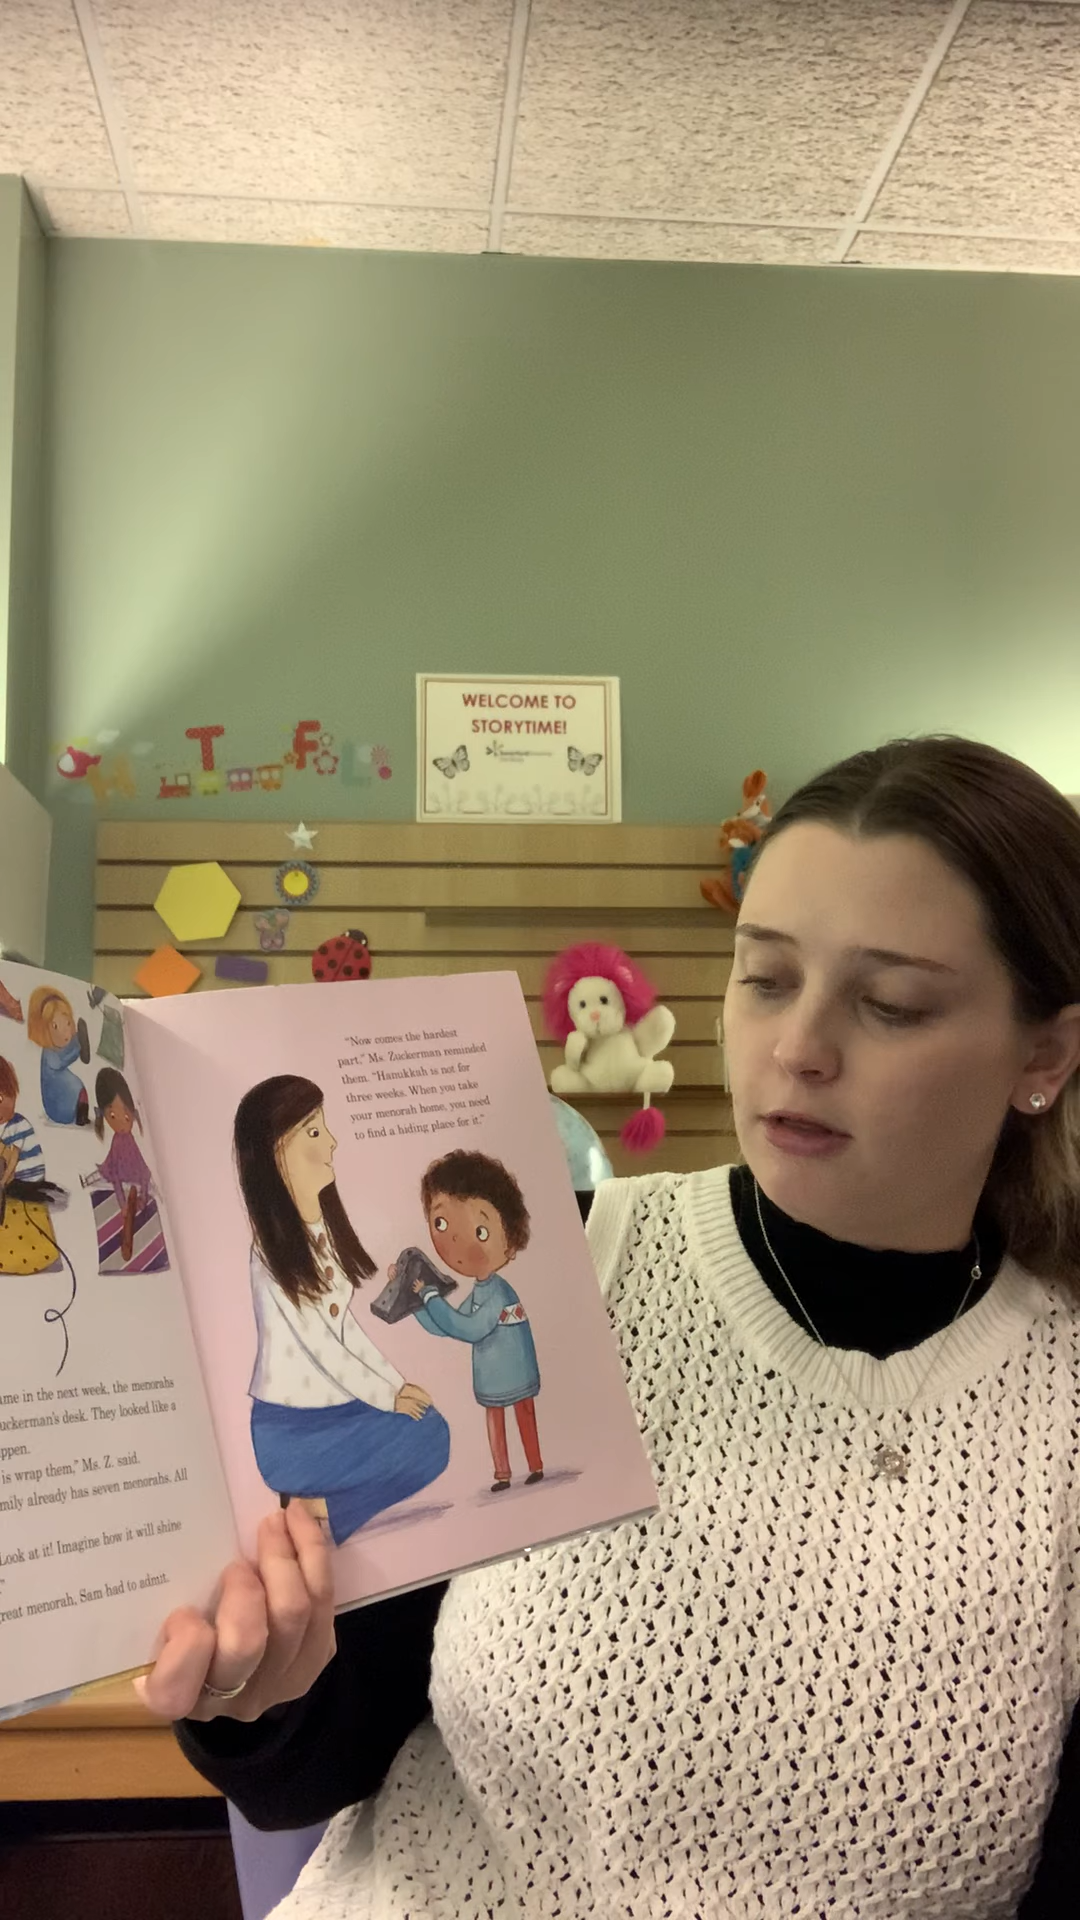 WELCOME TO
STORYTIME!
T F L
"Now comes the hardest
part," Ms. Zuckerman reminded
them. "Hanukkah is not for
three weeks. When you take
your menorah home, you need
to find a hiding place for it."
ame in the next week, the menorahs
uckerman's desk. They looked like a
ppen.
is wrap them," Ms. Z. said.
mily already has seven menorahs. All
Look at it! Imagine how it will shine
"
reat menorah, Sam had to admit.